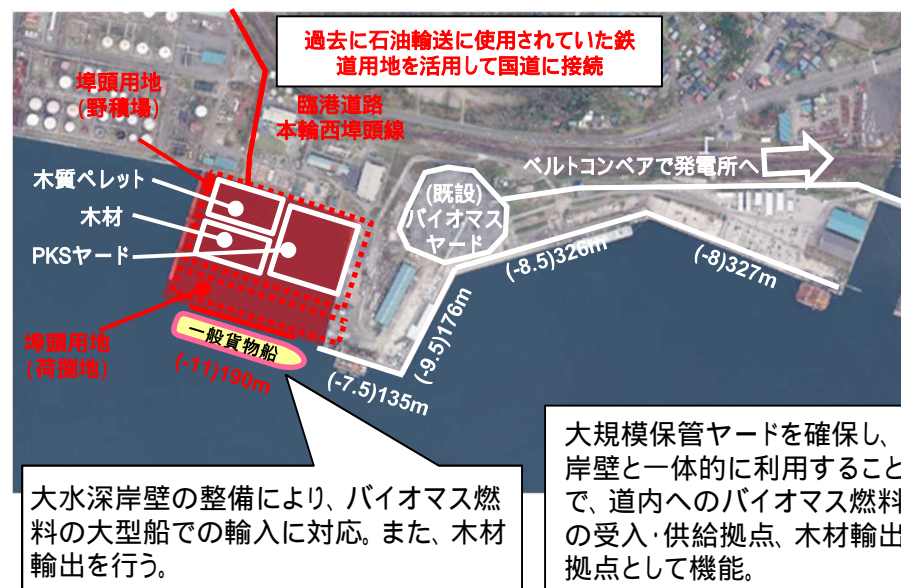 過去に石油輸送に使用されていた鉄
道用地を活用して国道に接続
埠頭用地
(野積場)
臨港道路
本輪西埠頭線
木質ペレット
木材
PKSヤード
(既設)
バイオマス
ヤード
ベルトコンベアで発電所へ
(-8.5)326m
(-8)327m
(-9.5)176m
(-7.5)135m
一般貨物船
(-11)190m
埠頭用地
(荷捌地)
大水深岸壁の整備により、バイオマス燃
料の大型船での輸入に対応。また、木材
輸出を行う。
大規模保管ヤードを確保し、
岸壁と一体的に利用すること
で、道内へのバイオマス燃料
の受入・供給拠点、木材輸出
拠点として機能。